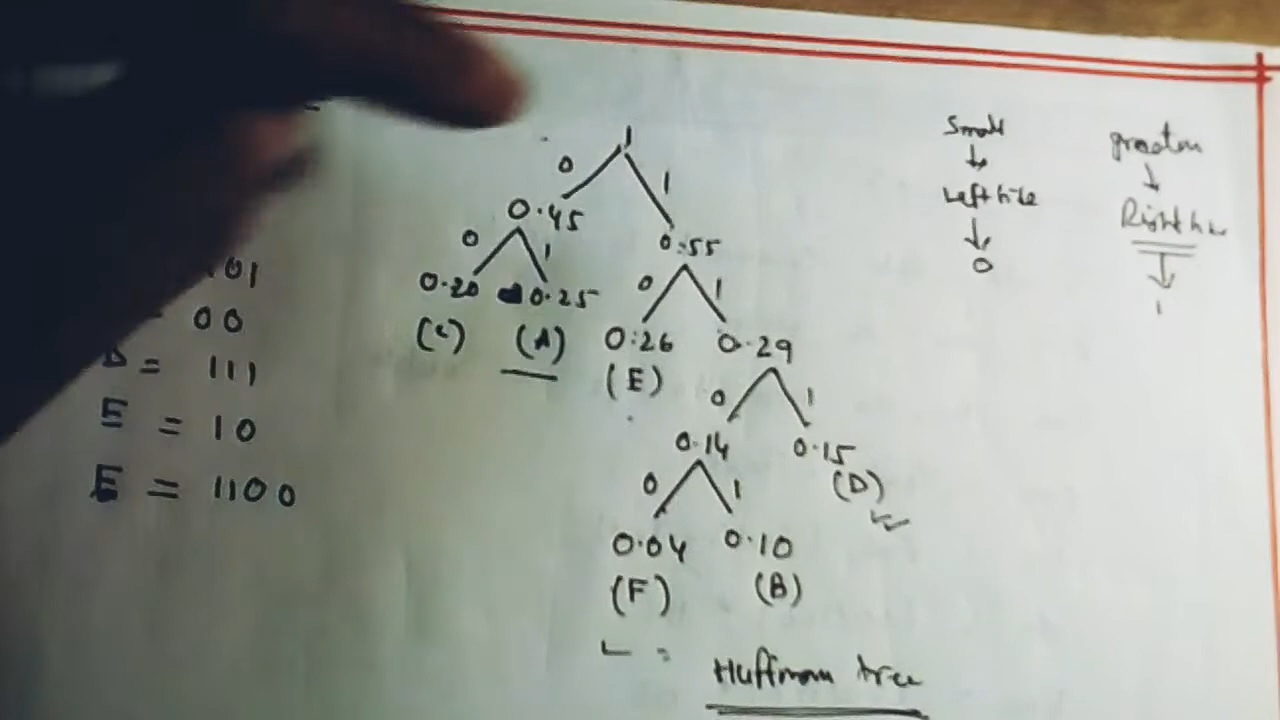 1
0 1
0.45 0.55
0 1 0 1
0.20 0.25 0.26 0.29
(C) (A) (E)
0 1
0.14 0.15
(D)
0 1
0.04 0.10
(F) (B)
Huffman tree
Small
Left
0
Right
1
01
00
D = 111
E = 10
= 1100